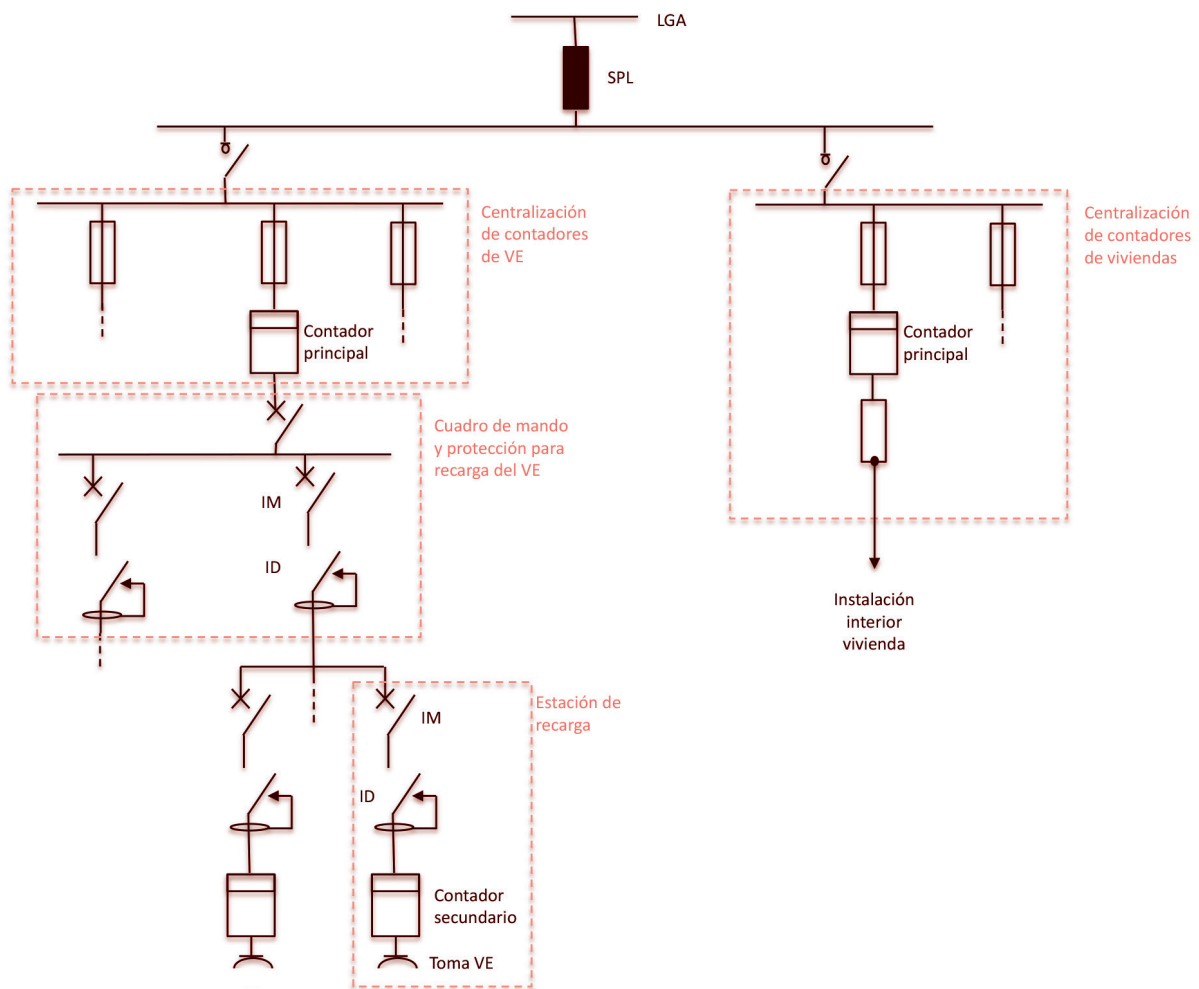 LGA
SPL
Centralización
de contadores
de VE
Centralización
de contadores
de viviendas
Contador
principal
Contador
principal
Cuadro de mando
y protección para
recarga del VE
IM
ID
Instalación
interior
vivienda
Estación de
recarga
IM
ID
Contador
secundario
Toma VE